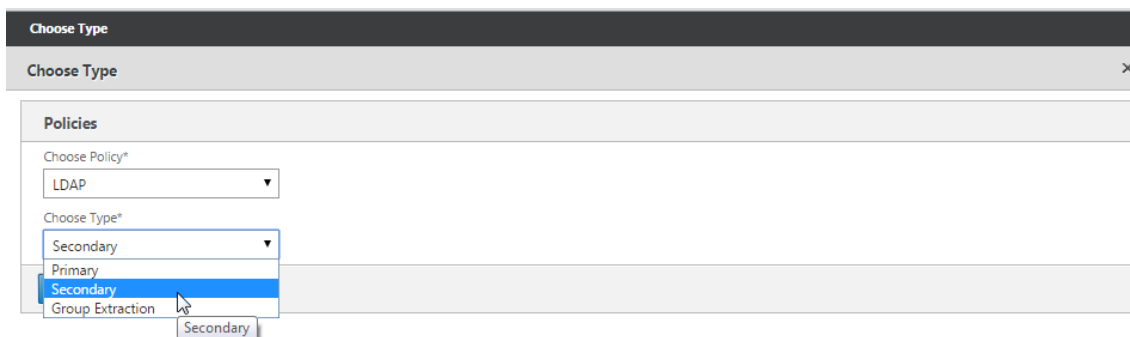 Choose Type
Choose Type
×
Policies
Choose Policy*
LDAP
Choose Type*
Secondary
Primary
Secondary
Group Extraction
Secondary